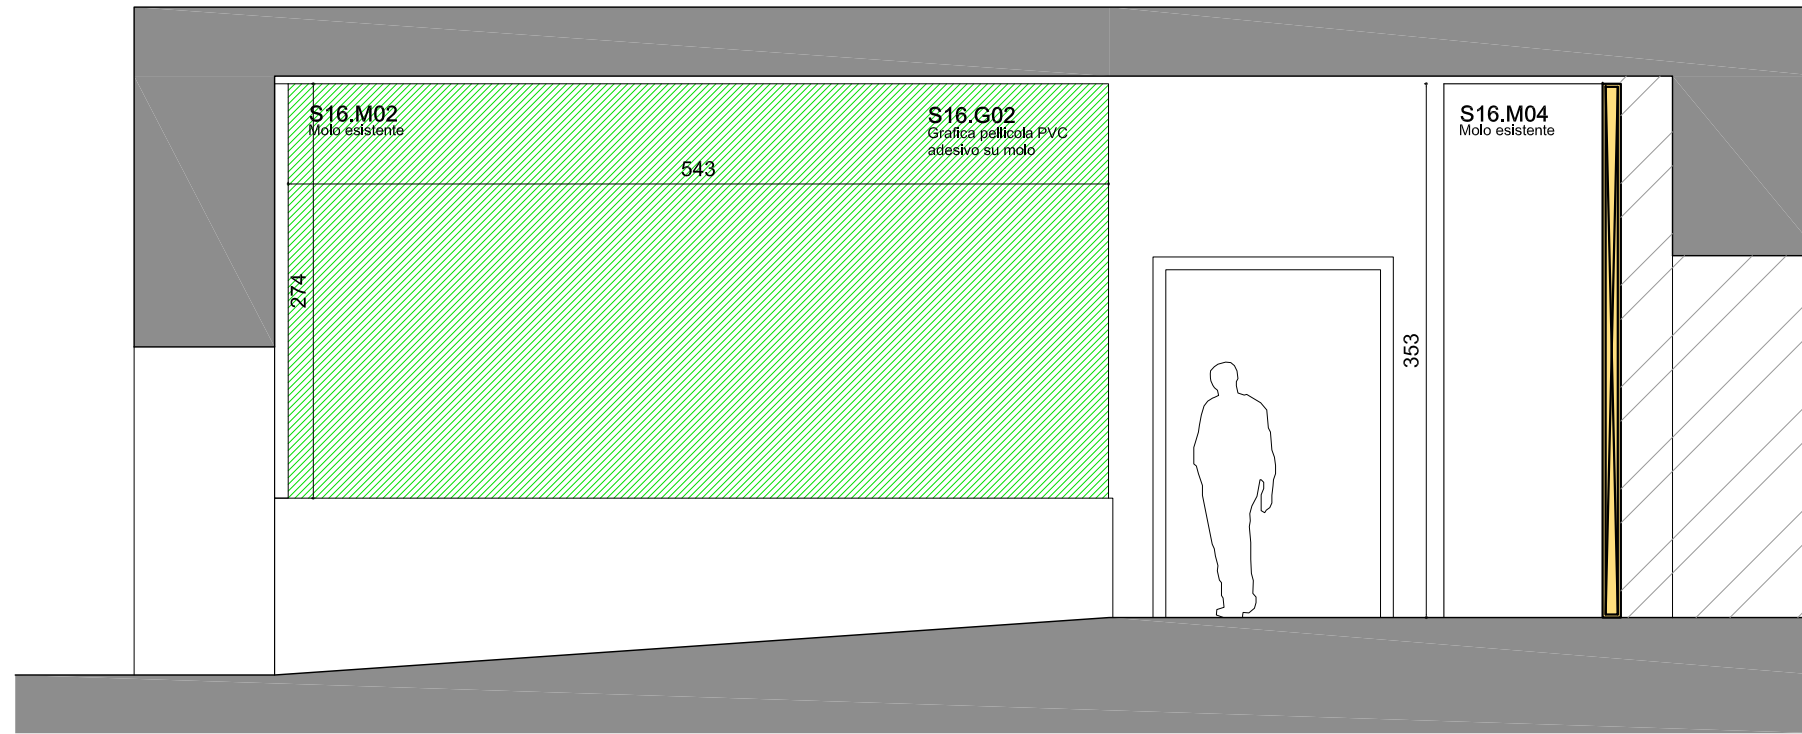 S16.M02
Molo esistente
S16.G02
Grafica pellicola PVC
adesivo su molo
543
274
353
S16.M04
Molo esistente